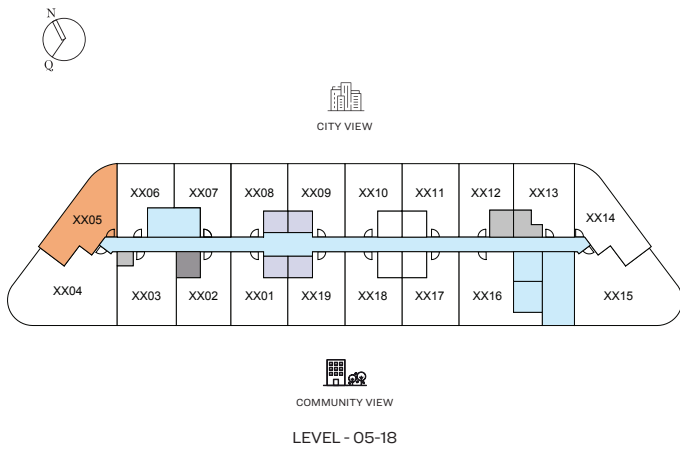 N
Q
CITY VIEW
XX06 XX07 XX08 XX09 XX10 XX11 XX12 XX13
XX05 XX14
XX04 XX03 XX02 XX01 XX19 XX18 XX17 XX16 XX15
COMMUNITY VIEW
LEVEL - 05-18